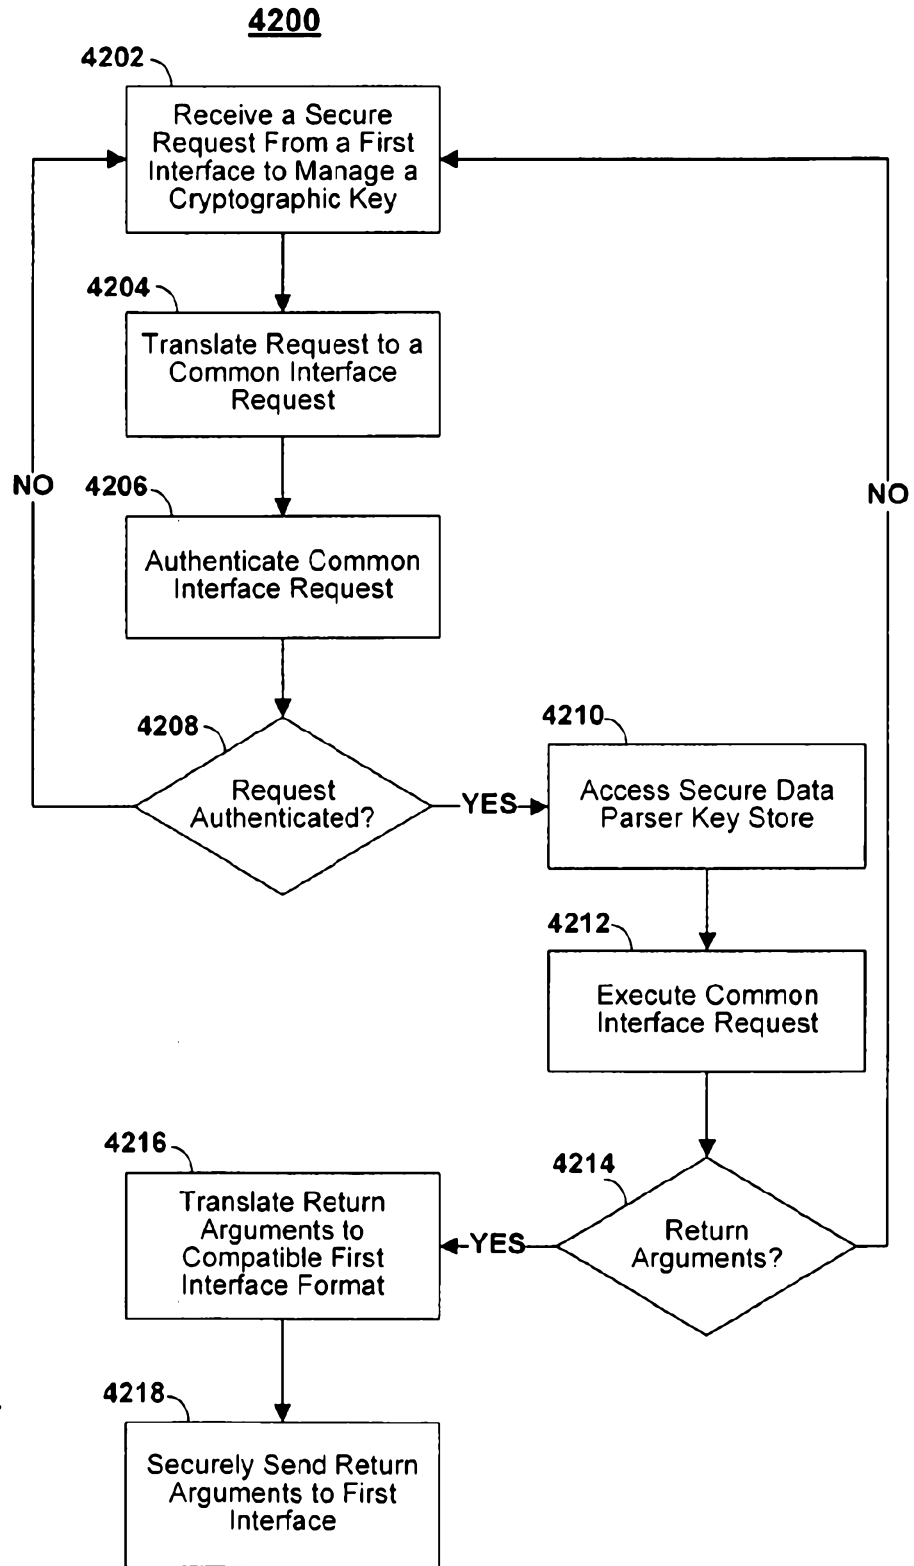 4200
4202
Receive a Secure
Request From a First
Interface to Manage a
Cryptographic Key
4204
Translate Request to a
Common Interface
Request
NO
4206
NO
Authenticate Common
Interface Request
4208
Request
Authenticated?
YES
4210
Access Secure Data
Parser Key Store
4212
Execute Common
Interface Request
4214
Return
Arguments?
YES
4216
Translate Return
Arguments to
Compatible First
Interface Format
4218
Securely Send Return
Arguments to First
Interface